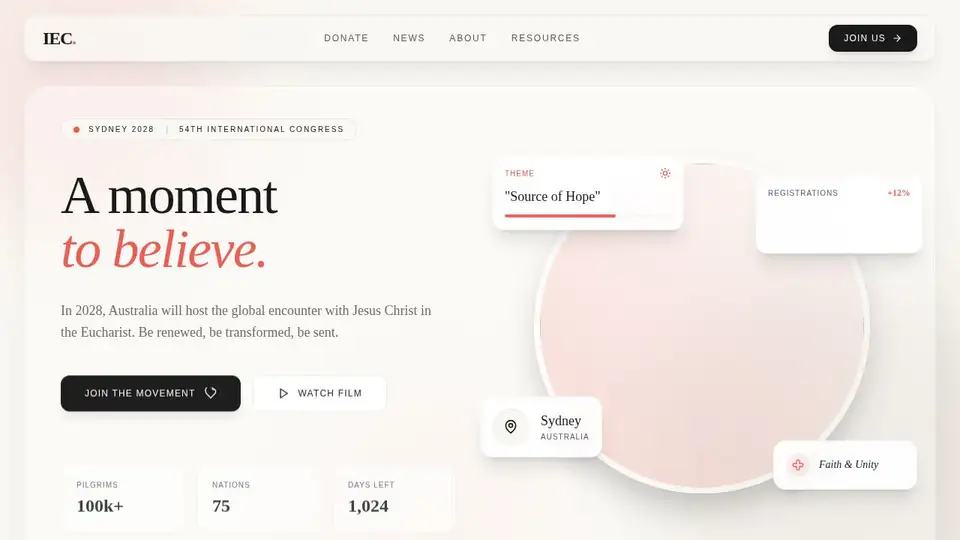 IEC.
DONATE
NEWS
ABOUT
RESOURCES
JOIN US
SYDNEY 2028 | 54TH INTERNATIONAL CONGRESS
A moment
to believe.
In 2028, Australia will host the global encounter with Jesus Christ in
the Eucharist. Be renewed, be transformed, be sent.
JOIN THE MOVEMENT
WATCH FILM
PILGRIMS
100k+
NATIONS
75
DAYS LEFT
1,024
THEME
"Source of Hope"
REGISTRATIONS
+12%
Sydney
AUSTRALIA
Faith & Unity